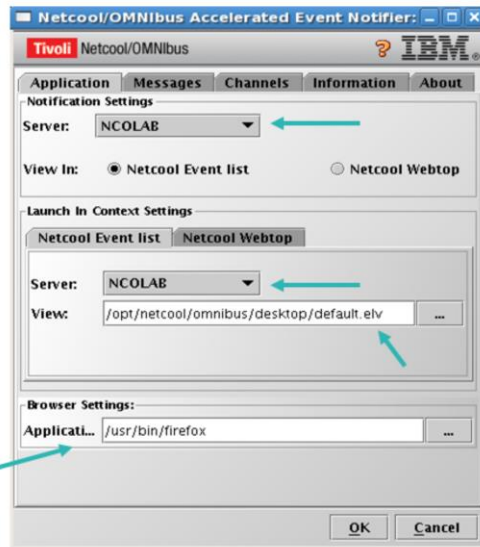 Netcool/OMNIbus Accelerated Event Notifier:
Tivoli Netcool/OMNIbus ? IBM®
Application Messages Channels Information About
Notification Settings
Server: NCOLAB
View In: Netcool Event list Netcool Webtop
Launch In Context Settings
Netcool Event list Netcool Webtop
Server: NCOLAB
View: /opt/netcool/omnibus/desktop/default.elv ...
Browser Settings:
Applicati... /usr/bin/firefox ...
OK Cancel